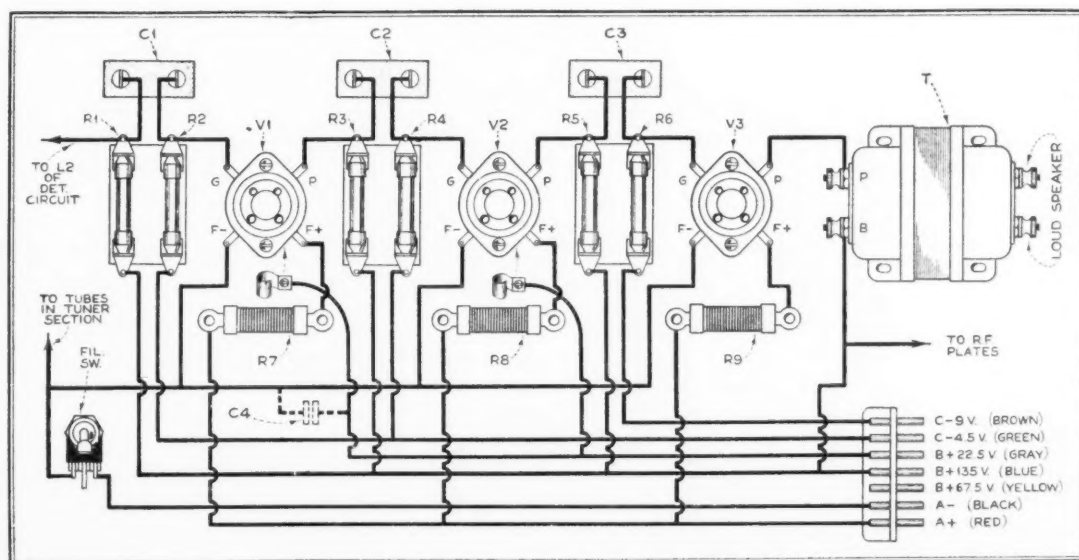 C1
C2
C3
T.
R1
R2
V1
R3
R4
V2
R5
R6
V3
TO L2
OF
DET.
CIRCUIT
G
P
F-
F+
G
P
F-
F+
G
P
F-
F+
P
B
LOUD SPEAKER
TO TUBES
IN TUNER
SECTION
FIL.
SW.
R7
R8
R9
TO R.F.
PLATES
C4
C-9 V. (BROWN)
C-4.5 V. (GREEN)
B+22.5 V. (GRAY)
B+135 V. (BLUE)
B+67.5 V. (YELLOW)
A- (BLACK)
A+ (RED)